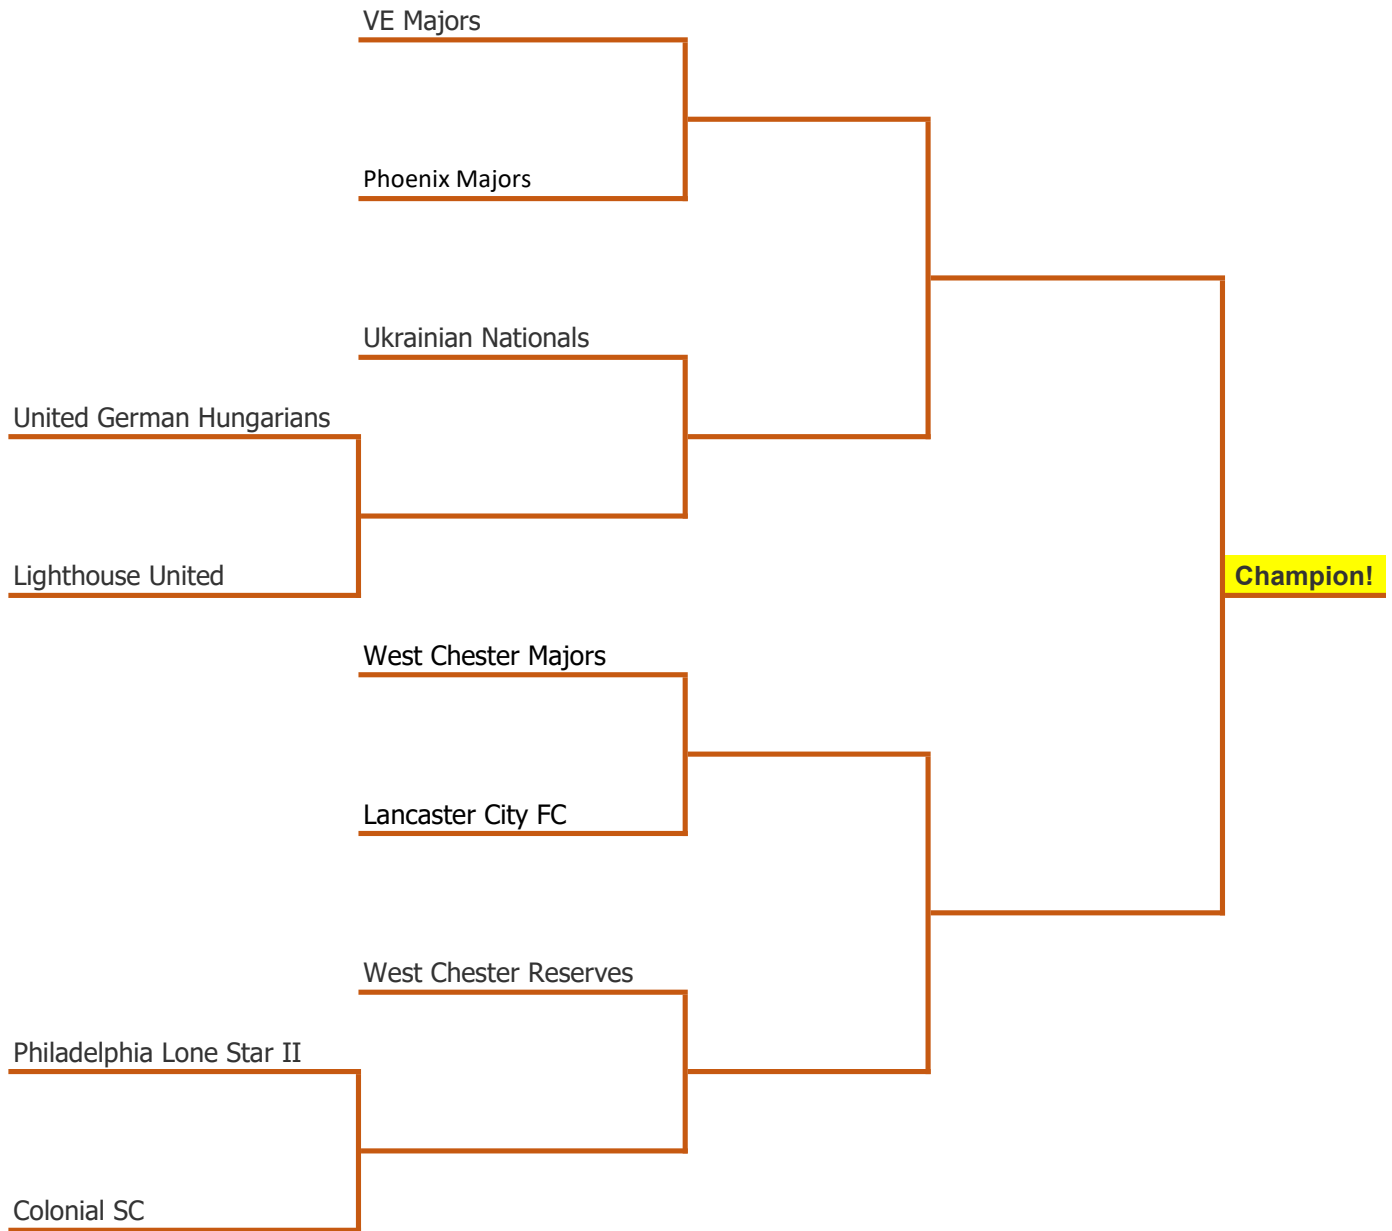 VE Majors
Phoenix Majors
Ukrainian Nationals
United German Hungarians
Lighthouse United
Champion!
West Chester Majors
Lancaster City FC
West Chester Reserves
Philadelphia Lone Star II
Colonial SC